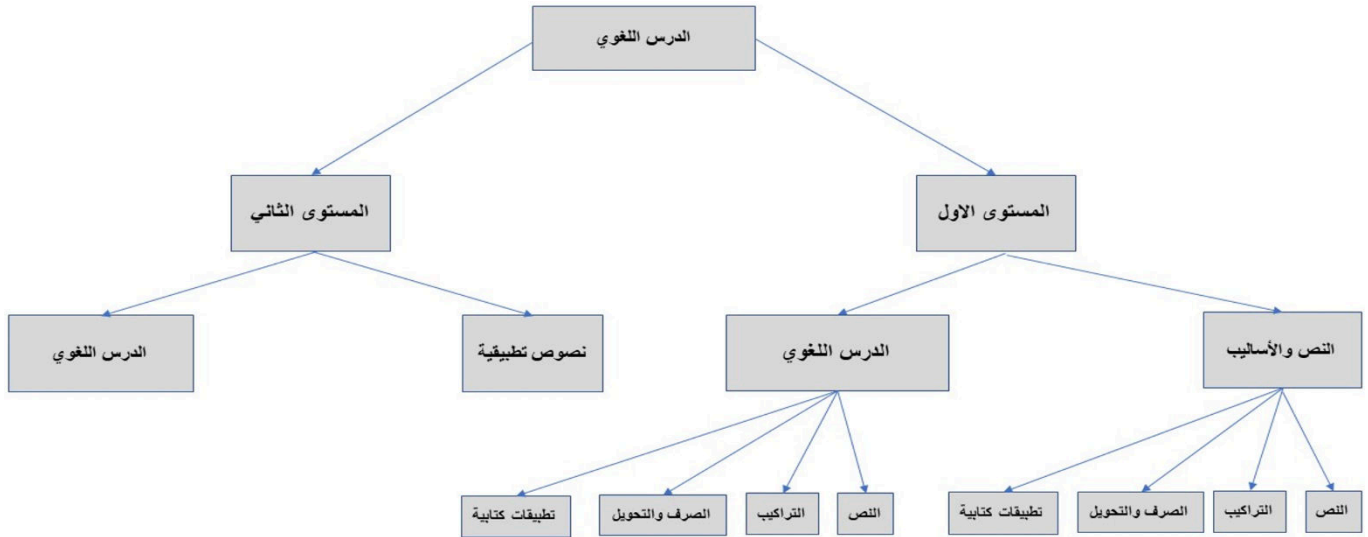 الدرس اللغوي
المستوى الاول
المستوى الثاني
النص والأساليب
الدرس اللغوي
نصوص تطبيقية
الدرس اللغوي
النص
التراكيب
الصرف والتحويل
تطبيقات كتابية
النص
التراكيب
الصرف والتحويل
تطبيقات كتابية